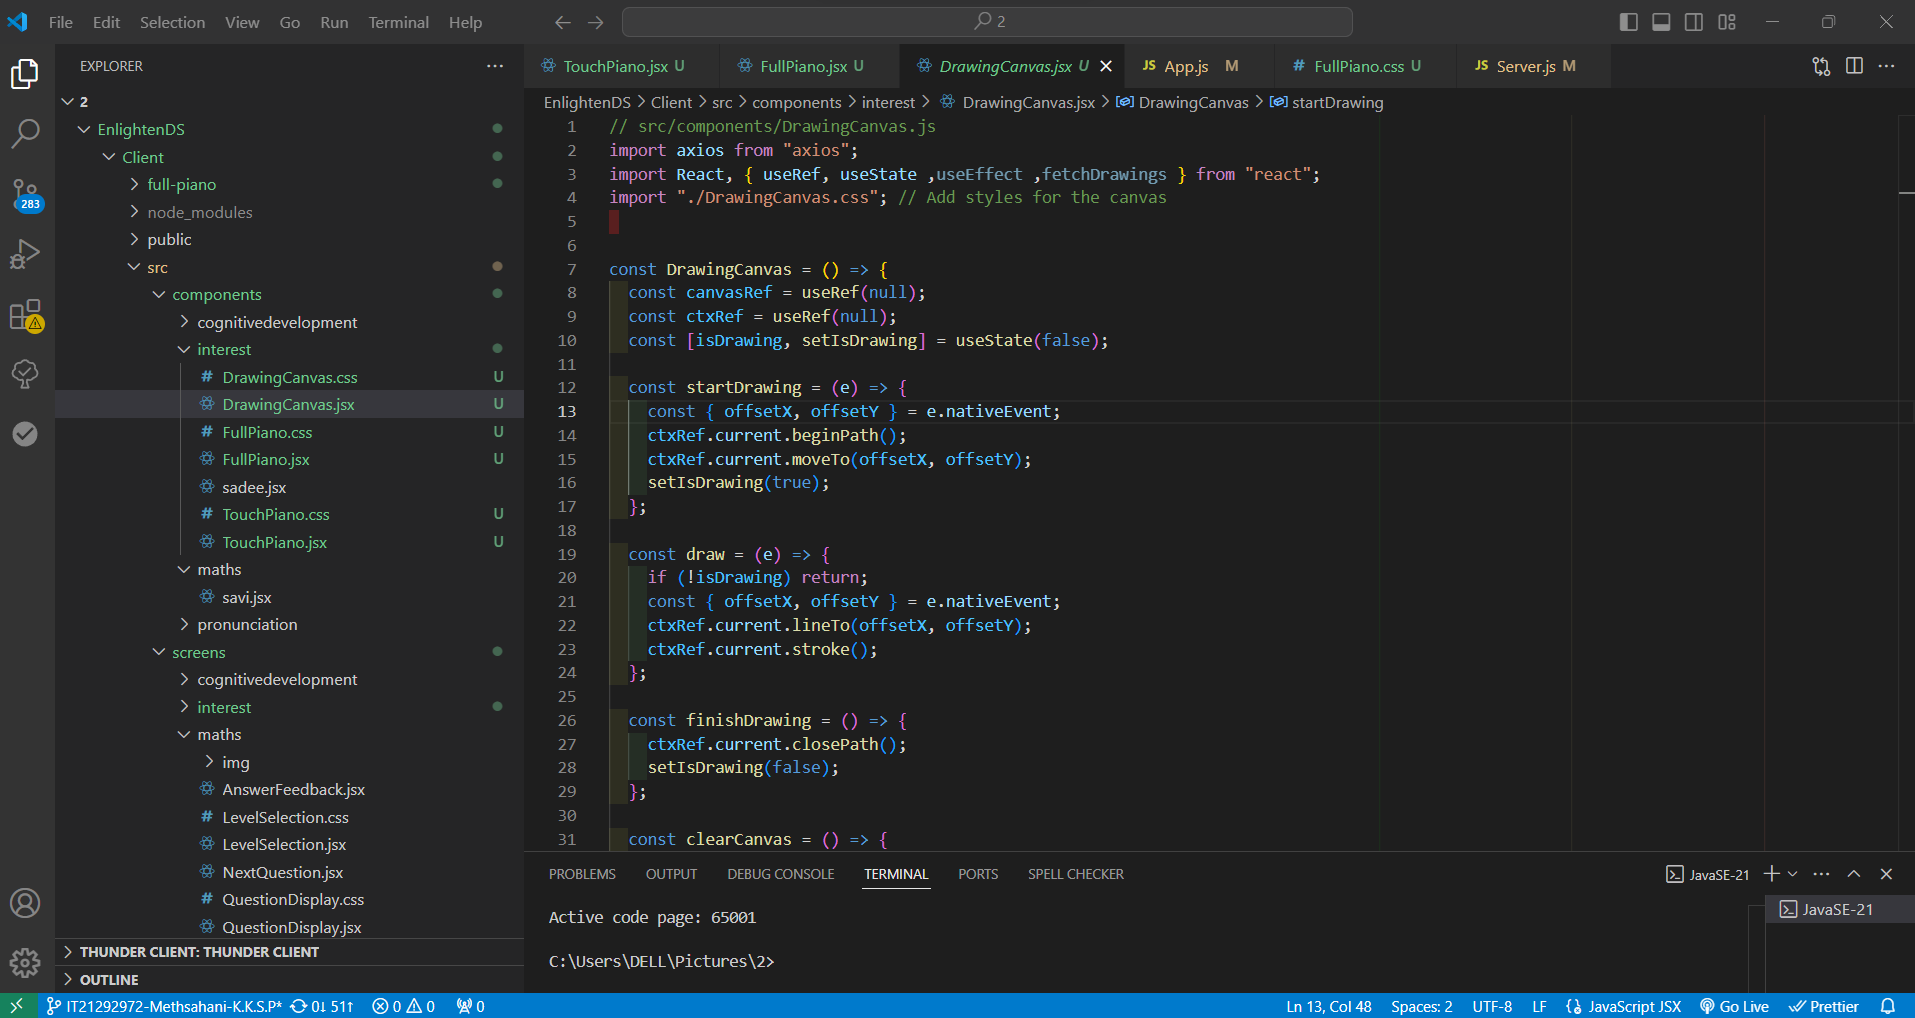 File Edit Selection View Go Run Terminal Help
2
EXPLORER
2
EnlightenDS
Client
full-piano
node_modules
public
src
components
cognitivedevelopment
interest
DrawingCanvas.css U
DrawingCanvas.jsx U
FullPiano.css U
FullPiano.jsx U
sadee.jsx
TouchPiano.css U
TouchPiano.jsx U
maths
savi.jsx
pronunciation
screens
cognitivedevelopment
interest
maths
img
AnswerFeedback.jsx
LevelSelection.css
LevelSelection.jsx
NextQuestion.jsx
QuestionDisplay.css
QuestionDisplay.jsx
THUNDER CLIENT: THUNDER CLIENT
OUTLINE
283
TouchPiano.jsx U FullPiano.jsx U DrawingCanvas.jsx U JS App.js M # FullPiano.css U JS Server.js M
EnlightenDS > Client > src > components > interest > DrawingCanvas.jsx > DrawingCanvas > startDrawing
1 // src/components/DrawingCanvas.js
2 import axios from "axios";
3 import React, { useRef, useState ,useEffect ,fetchDrawings } from "react";
4 import "./DrawingCanvas.css"; // Add styles for the canvas
5
6
7 const DrawingCanvas = () => {
8 const canvasRef = useRef(null);
9 const ctxRef = useRef(null);
10 const [isDrawing, setIsDrawing] = useState(false);
11
12 const startDrawing = (e) => {
13 const { offsetX, offsetY } = e.nativeEvent;
14 ctxRef.current.beginPath();
15 ctxRef.current.moveTo(offsetX, offsetY);
16 setIsDrawing(true);
17 };
18
19 const draw = (e) => {
20 if (!isDrawing) return;
21 const { offsetX, offsetY } = e.nativeEvent;
22 ctxRef.current.lineTo(offsetX, offsetY);
23 ctxRef.current.stroke();
24 };
25
26 const finishDrawing = () => {
27 ctxRef.current.closePath();
28 setIsDrawing(false);
29 };
30
31 const clearCanvas = () => {
PROBLEMS OUTPUT DEBUG CONSOLE TERMINAL PORTS SPELL CHECKER
JavaSE-21
Active code page: 65001
C:\Users\DELL\Pictures\2>
JavaSE-21
IT21292972-Methsahani-K.K.S.P* 0↓ 51↑ 0 0 0 Ln 13, Col 48 Spaces: 2 UTF-8 LF {} JavaScript JSX Go Live Prettier